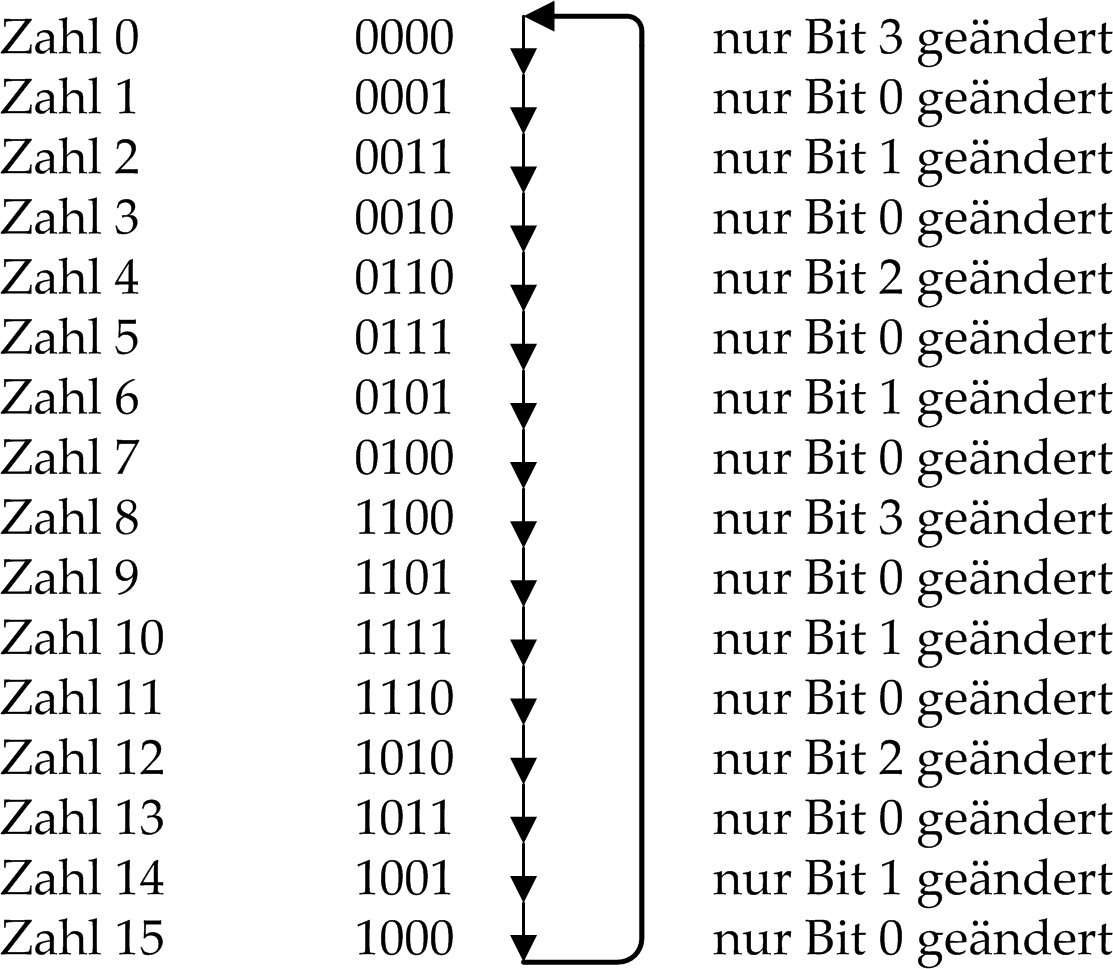 Zahl 0 0000 nur Bit 3 geändert
Zahl 1 0001 nur Bit 0 geändert
Zahl 2 0011 nur Bit 1 geändert
Zahl 3 0010 nur Bit 0 geändert
Zahl 4 0110 nur Bit 2 geändert
Zahl 5 0111 nur Bit 0 geändert
Zahl 6 0101 nur Bit 1 geändert
Zahl 7 0100 nur Bit 0 geändert
Zahl 8 1100 nur Bit 3 geändert
Zahl 9 1101 nur Bit 0 geändert
Zahl 10 1111 nur Bit 1 geändert
Zahl 11 1110 nur Bit 0 geändert
Zahl 12 1010 nur Bit 2 geändert
Zahl 13 1011 nur Bit 0 geändert
Zahl 14 1001 nur Bit 1 geändert
Zahl 15 1000 nur Bit 0 geändert